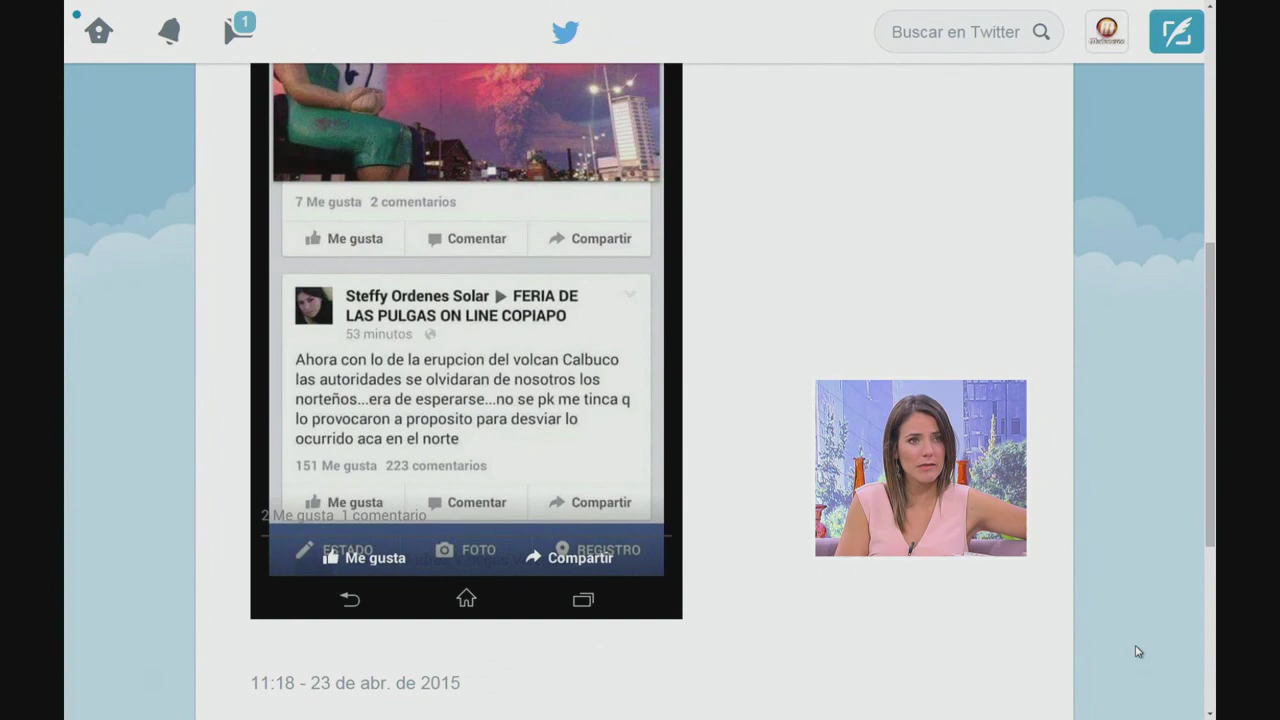 1
Buscar en Twitter
7 Me gusta 2 comentarios
Me gusta Comentar Compartir
Steffy Ordenes Solar ▶ FERIA DE
LAS PULGAS ON LINE COPIAPO
53 minutos
Ahora con lo de la erupcion del volcan Calbuco
las autoridades se olvidaran de nosotros los
norteños...era de esperarse...no se pk me tinca q
lo provocaron a proposito para desviar lo
ocurrido aca en el norte
151 Me gusta 223 comentarios
Me gusta Comentar Compartir
2 Me gusta 1 comentario
ESTADO FOTO REGISTRO
Me gusta Compartir
11:18 - 23 de abr. de 2015